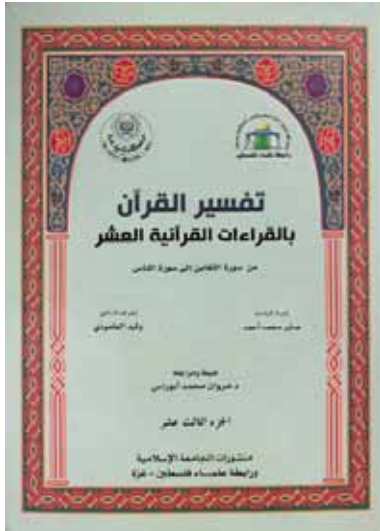 تفسير القرآن
بالقراءات القرآنية العشر
من سورة التغابن إلى سورة الناس
صابر محمد أحمد
وليد العامودي
د. مروان محمد أبو راس
الجزء الثالث عشر
منشورات الجامعة الإسلامية
ورابطة علماء فلسطين - غزة